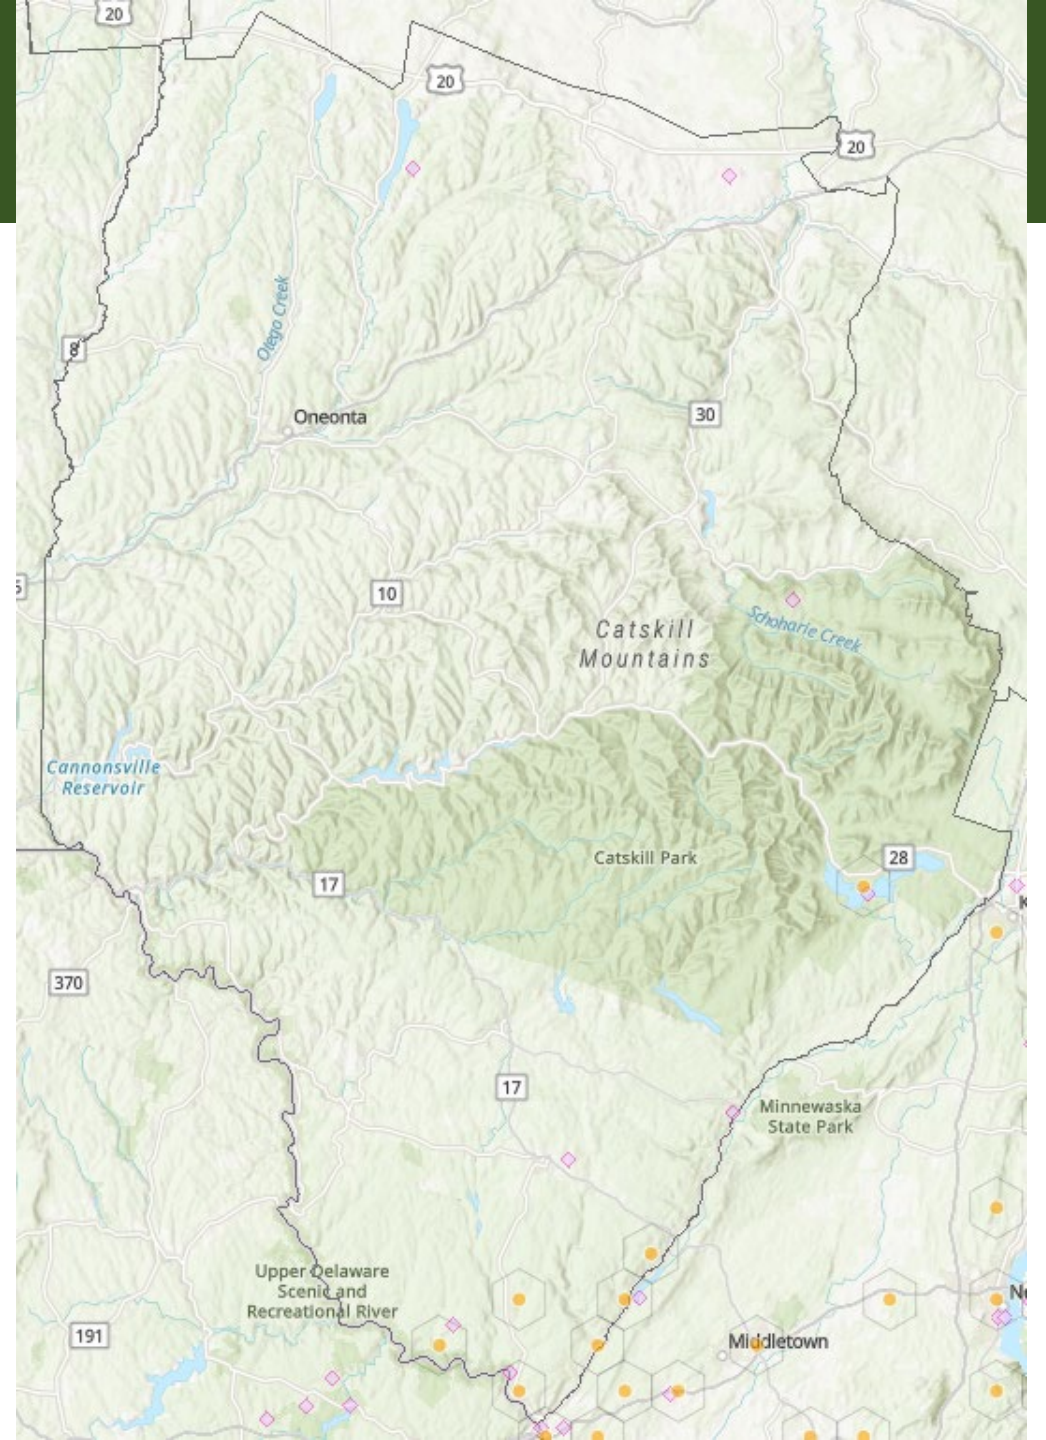 20
20
20
Otego Creek
8
Oneonta
30
10
Catskill
Mountains
Schoharie Creek
Cannonsville
Reservoir
Catskill Park
28
17
370
17
Minnewaska
State Park
Upper Delaware
Scenic and
Recreational River
191
Middletown